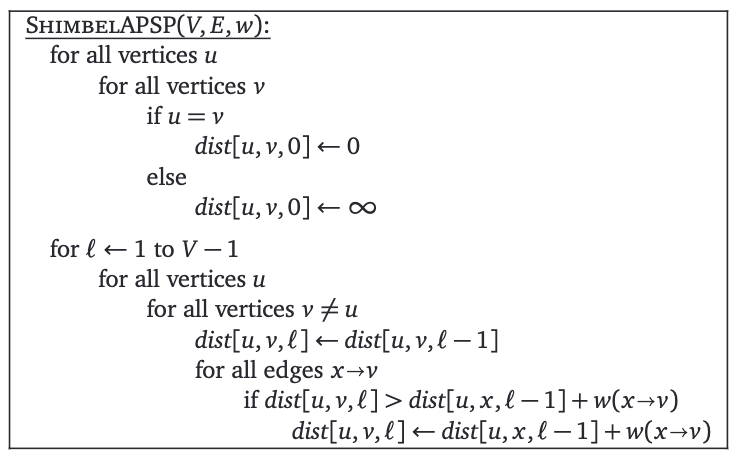 SHIMBELAPSP(V, E, w):
for all vertices u
for all vertices v
if u = v
dist[u, v, 0] ← 0
else
dist[u, v, 0] ← ∞
for ℓ ← 1 to V − 1
for all vertices u
for all vertices v ≠ u
dist[u, v, ℓ] ← dist[u, v, ℓ − 1]
for all edges x→v
if dist[u, v, ℓ] > dist[u, x, ℓ − 1] + w(x→v)
dist[u, v, ℓ] ← dist[u, x, ℓ − 1] + w(x→v)